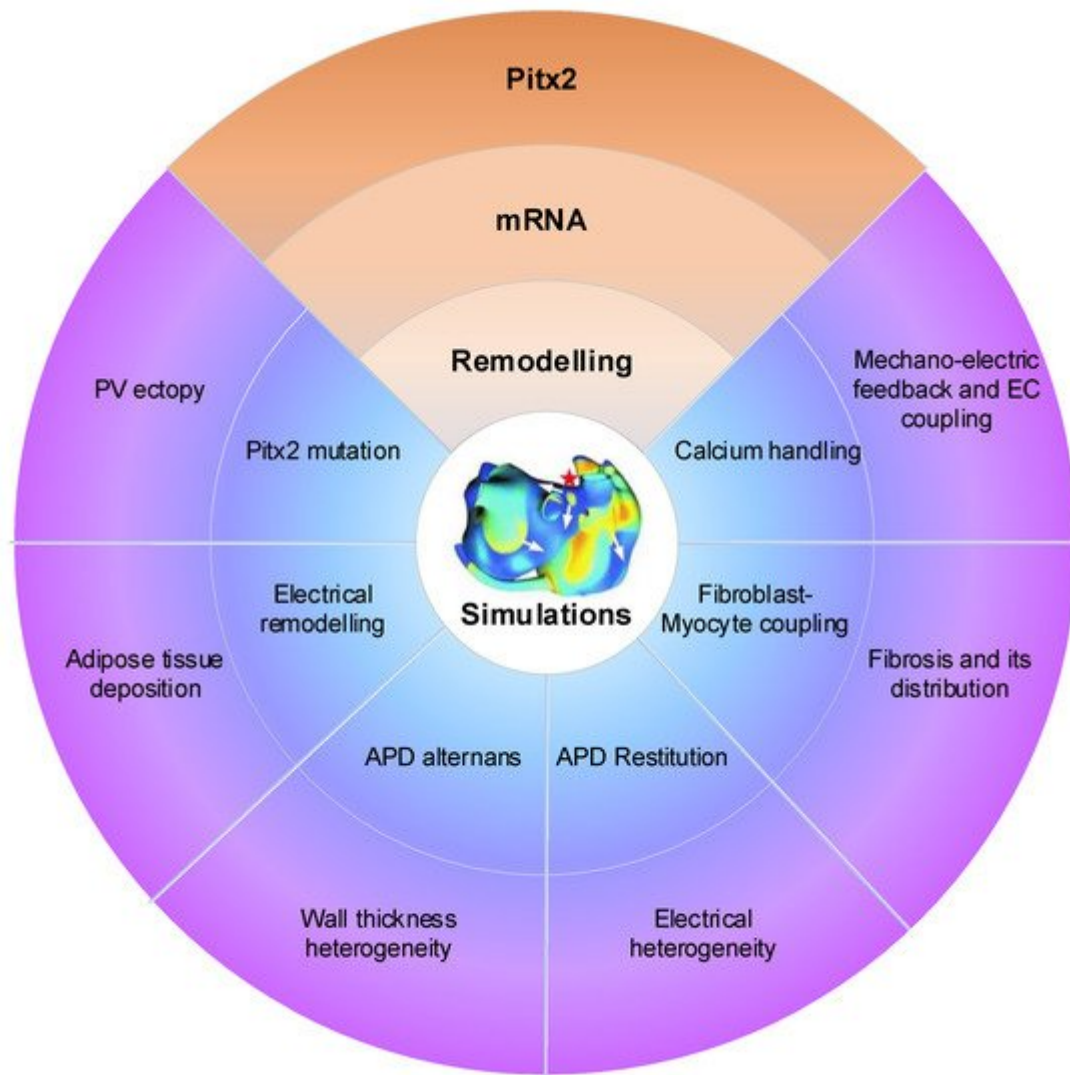 Pitx2
mRNA
Remodelling
PV ectopy
Pitx2 mutation
Calcium handling
Mechano-electric
feedback and EC
coupling
Electrical
remodelling
Simulations
Fibroblast-
Myocyte coupling
Adipose tissue
deposition
Fibrosis and its
distribution
APD alternans
APD Restitution
Wall thickness
heterogeneity
Electrical
heterogeneity